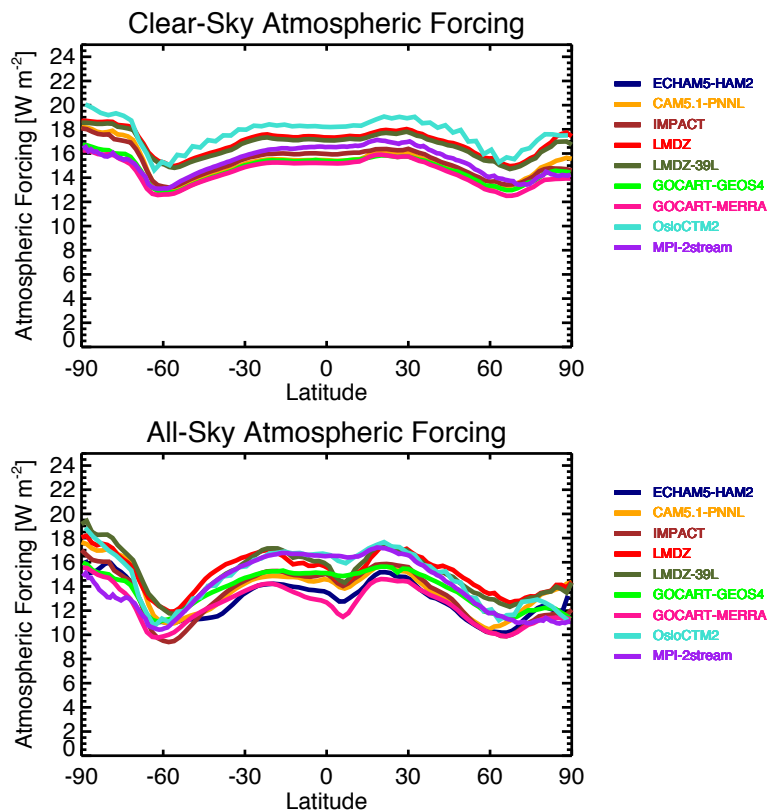 Clear-Sky Atmospheric Forcing
Atmospheric Forcing [W m-2]
24
22
20
18
16
14
12
10
8
6
4
2
0
-90 -60 -30 0 30 60 90
Latitude
ECHAM5-HAM2
CAM5.1-PNNL
IMPACT
LMDZ
LMDZ-39L
GOCART-GEOS4
GOCART-MERRA
OsloCTM2
MPI-2stream
All-Sky Atmospheric Forcing
Atmospheric Forcing [W m-2]
24
22
20
18
16
14
12
10
8
6
4
2
0
-90 -60 -30 0 30 60 90
Latitude
ECHAM5-HAM2
CAM5.1-PNNL
IMPACT
LMDZ
LMDZ-39L
GOCART-GEOS4
GOCART-MERRA
OsloCTM2
MPI-2stream